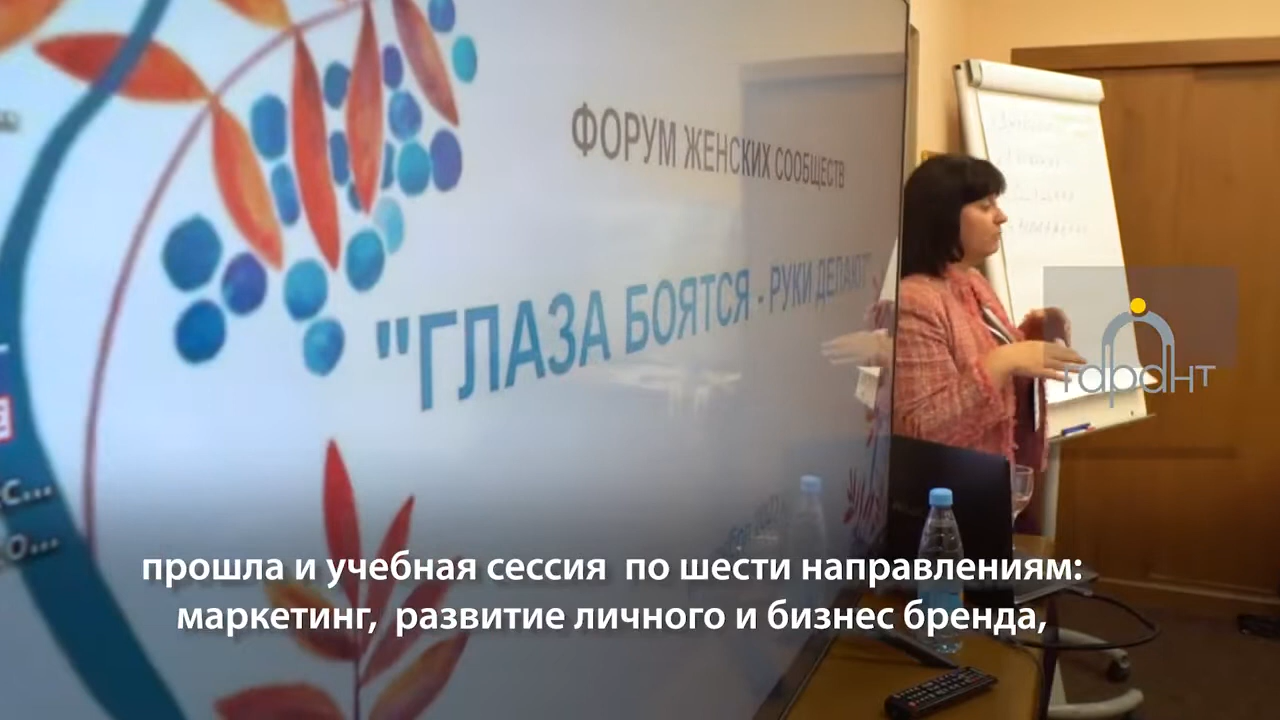 ФОРУМ ЖЕНСКИХ СООБЩЕСТВ
"ГЛАЗА БОЯТСЯ - РУКИ ДЕЛАЮТ"
гарант
прошла и учебная сессия по шести направлениям:
маркетинг, развитие личного и бизнес бренда,